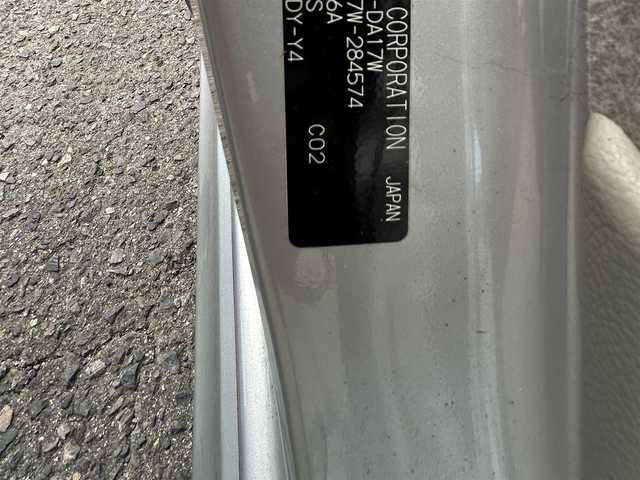 CORPORATION JAPAN
-DA17W
7W-284574
6A
S
DY-Y4 C02